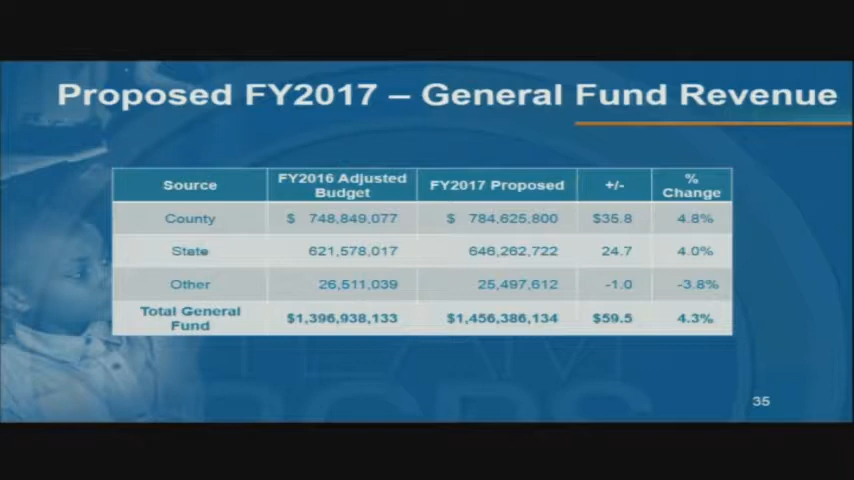 Proposed FY2017 – General Fund Revenue
Source FY2016 Adjusted Budget FY2017 Proposed +/- % Change
County $ 748,849,077 $ 784,625,800 $35.8 4.8%
State 621,578,017 646,262,722 24.7 4.0%
Other 26,511,039 25,497,612 -1.0 -3.8%
Total General Fund $1,396,938,133 $1,456,386,134 $59.5 4.3%
TEAM
BCPS
35